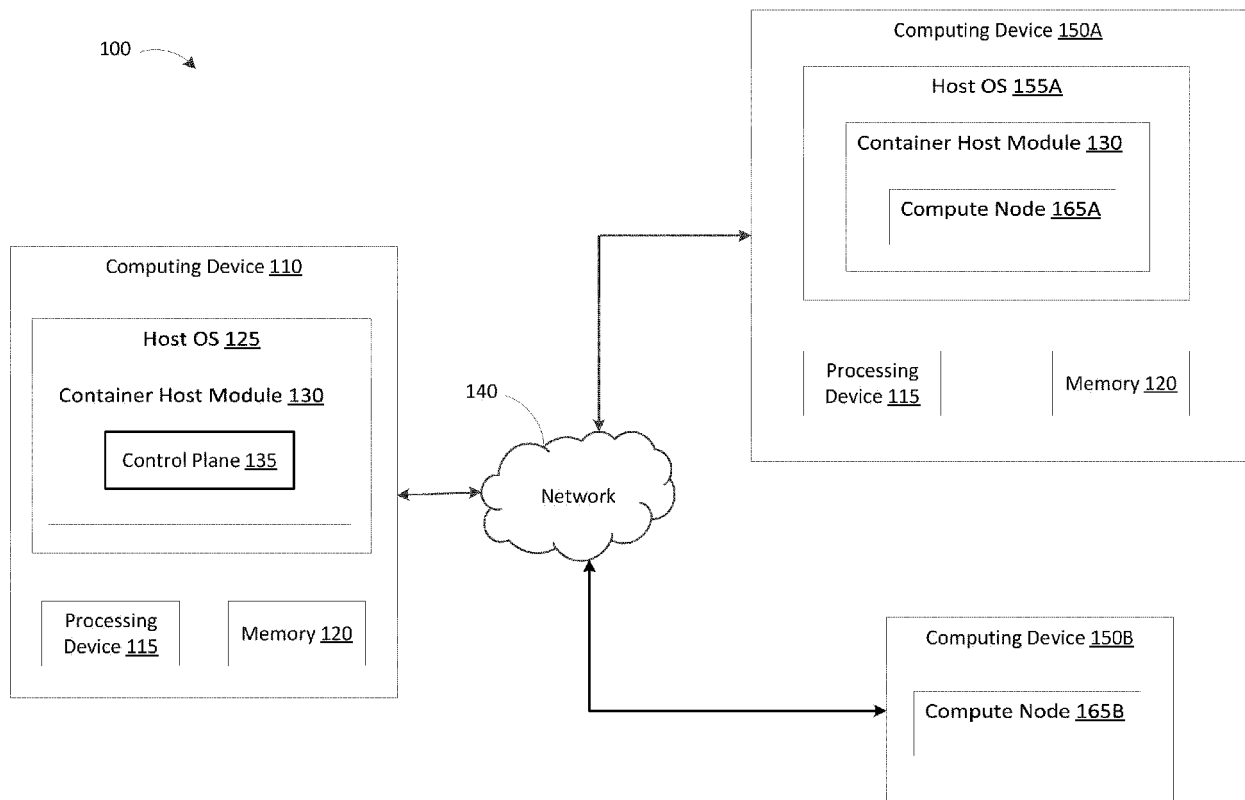 100
Computing Device 110
Host OS 125
Container Host Module 130
Control Plane 135
Processing
Device 115
Memory 120
140
Network
Computing Device 150A
Host OS 155A
Container Host Module 130
Compute Node 165A
Processing
Device 115
Memory 120
Computing Device 150B
Compute Node 165B